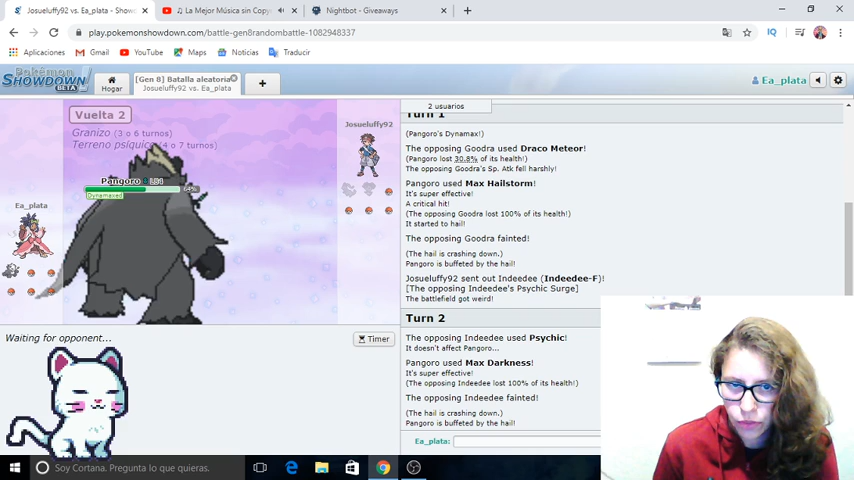 Josueluffy92 vs. Ea_plata - Show
La Mejor Música sin Copy
Nightbot - Giveaways
play.pokemonshowdown.com/battle-gen8randombattle-1082948337
IQ
Aplicaciones
Gmail
YouTube
Maps
Noticias
Traducir
Pokémon
SHOWDOWN
BETA
Hogar
[Gen 8] Batalla aleatoria
Josueluffy92 vs. Ea_plata
Ea_plata
2 usuarios
Vuelta 2
Granizo (3 o 6 turnos)
Terreno psíquico (4 o 7 turnos)
Josueluffy92
Pangoro L84
64%
Dynamaxed
Ea_plata
Waiting for opponent...
Timer
Turn 1
(Pangoro's Dynamax!)
The opposing Goodra used Draco Meteor!
(Pangoro lost 30.8% of its health!)
The opposing Goodra's Sp. Atk fell harshly!
Pangoro used Max Hailstorm!
It's super effective!
A critical hit!
(The opposing Goodra lost 100% of its health!)
It started to hail!
The opposing Goodra fainted!
(The hail is crashing down.)
Pangoro is buffeted by the hail!
Josueluffy92 sent out Indeedee (Indeedee-F)!
[The opposing Indeedee's Psychic Surge]
The battlefield got weird!
Turn 2
The opposing Indeedee used Psychic!
It doesn't affect Pangoro...
Pangoro used Max Darkness!
It's super effective!
(The opposing Indeedee lost 100% of its health!)
The opposing Indeedee fainted!
(The hail is crashing down.)
Pangoro is buffeted by the hail!
Ea_plata:
Soy Cortana. Pregunta lo que quieras.